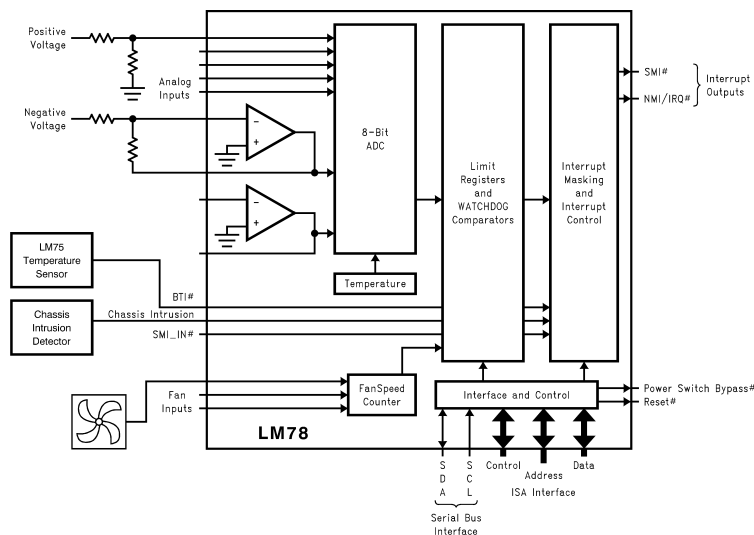 Positive
Voltage
Analog
Inputs
Negative
Voltage
−
+
−
+
8-Bit
ADC
Limit
Registers
and
WATCHDOG
Comparators
Interrupt
Masking
and
Interrupt
Control
SMI#
NMI/IRQ#
Interrupt
Outputs
LM75
Temperature
Sensor
Temperature
BTI#
Chassis
Intrusion
Detector
Chassis Intrusion
SMI_IN#
Fan
Inputs
FanSpeed
Counter
Interface and Control
Power Switch Bypass#
Reset#
LM78
SDA
SCL
Control
Address
Data
ISA Interface
Serial Bus
Interface